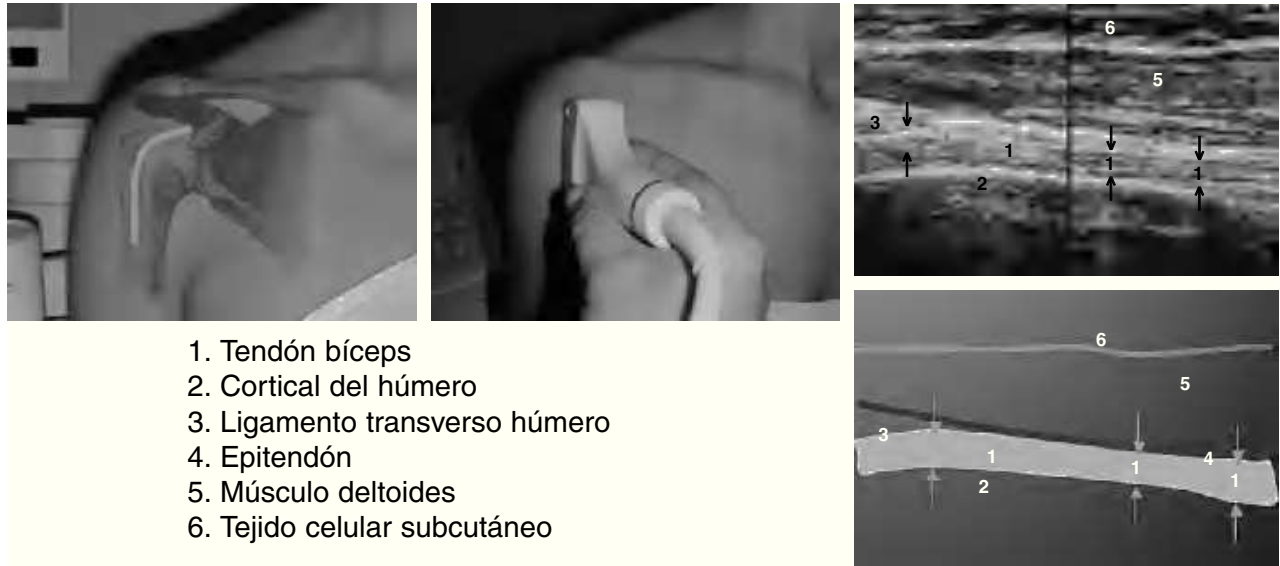 6
5
3
1
1
1
2
1. Tendón bíceps
2. Cortical del húmero
3. Ligamento transverso húmero
4. Epitendón
5. Músculo deltoides
6. Tejido celular subcutáneo
6
5
3
4
1
1
1
2